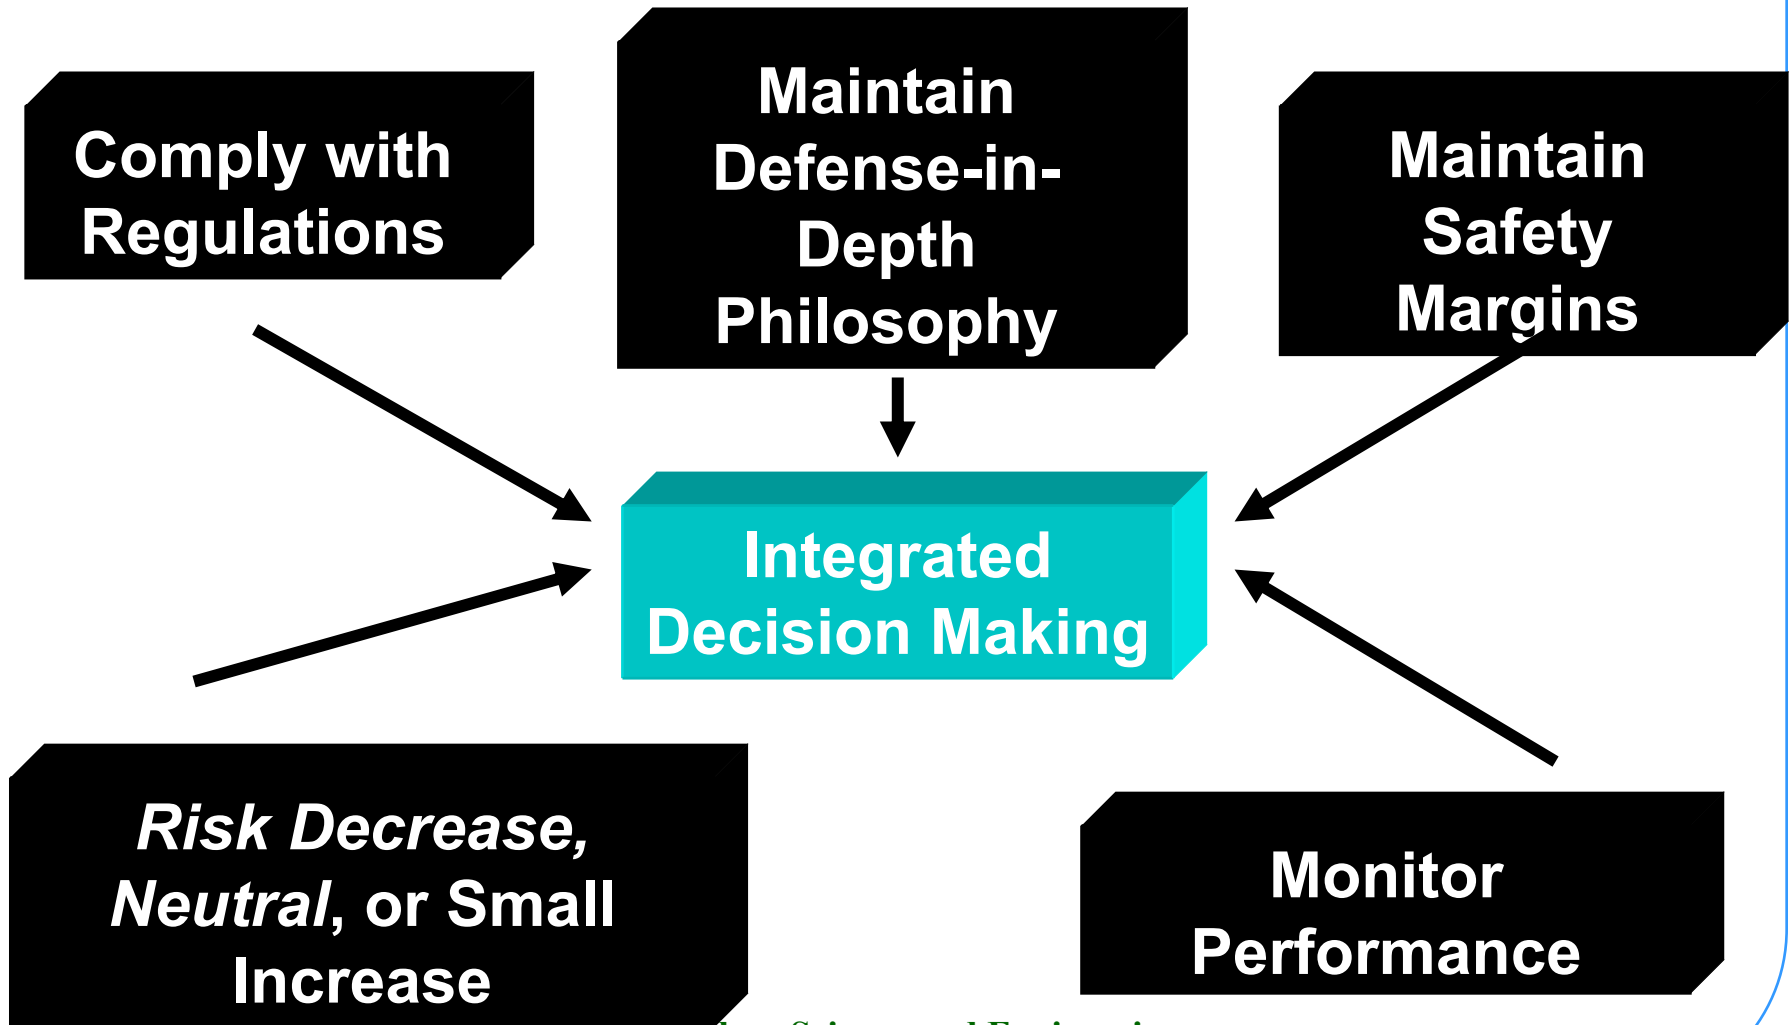 Comply with
Regulations
Maintain
Defense-in-
Depth
Philosophy
Maintain
Safety
Margins
Integrated
Decision Making
Risk Decrease,
Neutral, or Small
Increase
Monitor
Performance